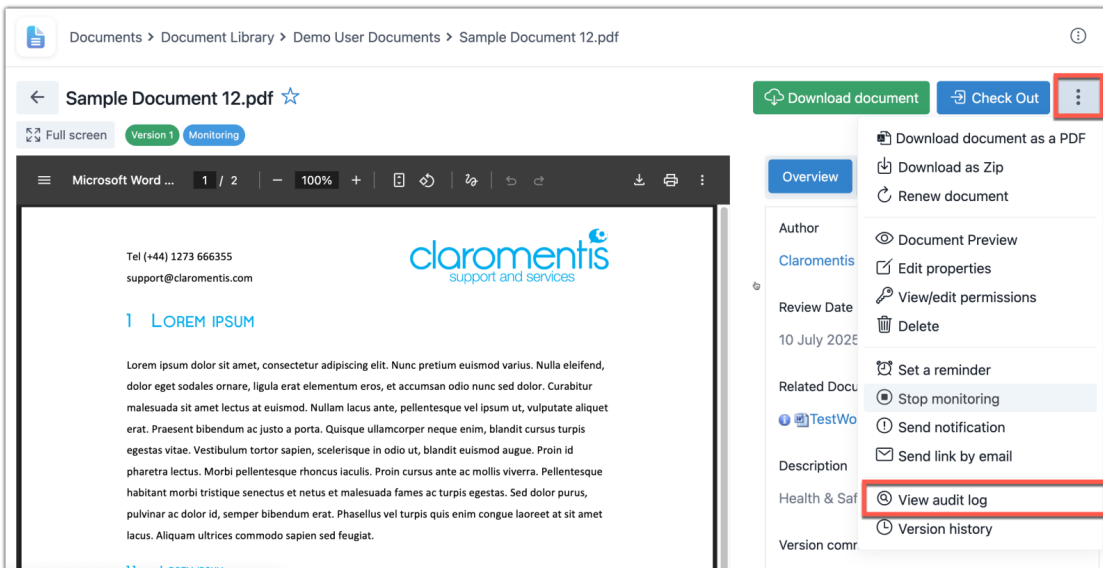 Documents > Document Library > Demo User Documents > Sample Document 12.pdf
Sample Document 12.pdf
Download document
Check Out
Full screen
Version 1
Monitoring
Microsoft Word ...
1 / 2
100%
Tel (+44) 1273 666355
support@claromentis.com
claromentis
support and services
1 LOREM IPSUM
Lorem ipsum dolor sit amet, consectetur adipiscing elit. Nunc pretium euismod varius. Nulla eleifend,
dolor eget sodales ornare, ligula erat elementum eros, et accumsan odio nunc sed dolor. Curabitur
malesuada sit amet lectus at euismod. Nullam lacus ante, pellentesque vel ipsum ut, vulputate aliquet
erat. Praesent bibendum ac justo a porta. Quisque ullamcorper neque enim, blandit cursus turpis
egestas vitae. Vestibulum tortor sapien, scelerisque in odio ut, blandit euismod augue. Proin id
pharetra lectus. Morbi pellentesque rhoncus iaculis. Proin cursus ante ac mollis viverra. Pellentesque
habitant morbi tristique senectus et netus et malesuada fames ac turpis egestas. Sed dolor purus,
pulvinar ac dolor id, semper bibendum erat. Phasellus vel turpis quis enim congue laoreet at sit amet
lacus. Aliquam ultrices commodo sapien sed feugiat.
Overview
Author
Claromentis
Review Date
10 July 2025
Related Docu
TestWo
Description
Health & Saf
Version comm
Download document as a PDF
Download as Zip
Renew document
Document Preview
Edit properties
View/edit permissions
Delete
Set a reminder
Stop monitoring
Send notification
Send link by email
View audit log
Version history